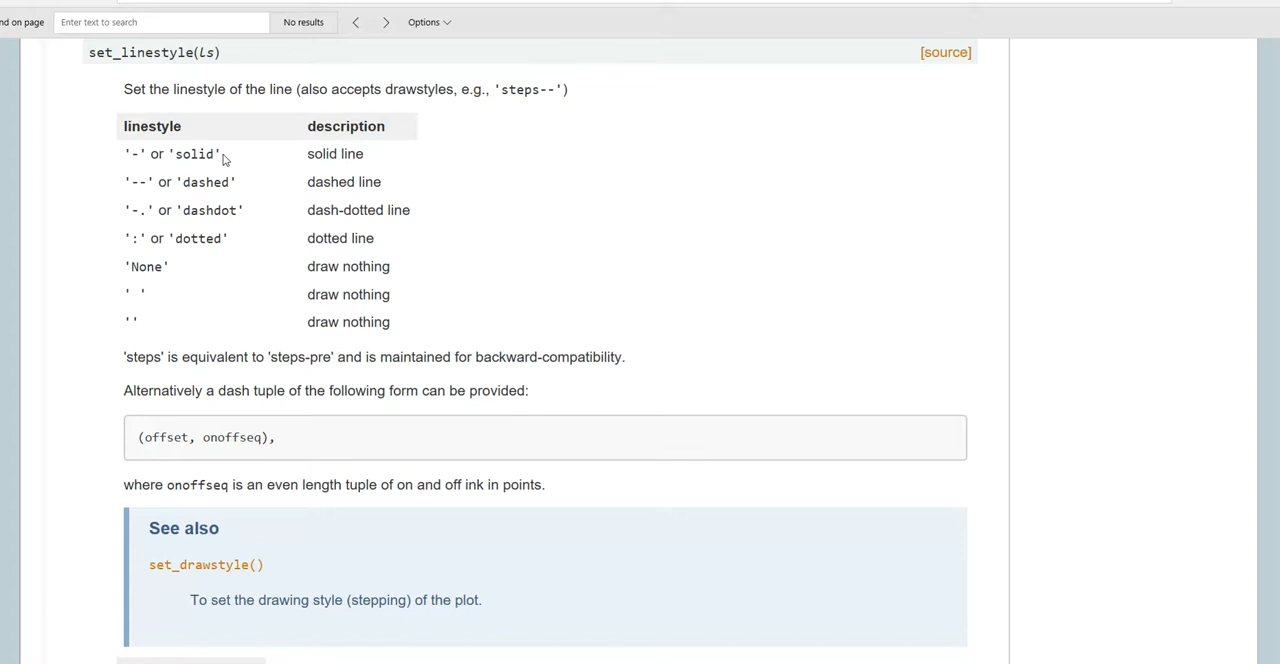 nd on page Enter text to search No results Options
set_linestyle(ls) [source]
Set the linestyle of the line (also accepts drawstyles, e.g., 'steps--')
linestyle description
'-' or 'solid' solid line
'--' or 'dashed' dashed line
'-.' or 'dashdot' dash-dotted line
':' or 'dotted' dotted line
'None' draw nothing
' ' draw nothing
'' draw nothing
'steps' is equivalent to 'steps-pre' and is maintained for backward-compatibility.
Alternatively a dash tuple of the following form can be provided:
(offset, onoffseq),
where onoffseq is an even length tuple of on and off ink in points.
See also
set_drawstyle()
To set the drawing style (stepping) of the plot.